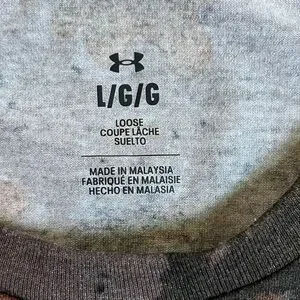 L/G/G
LOOSE
COUPE LÂCHE
SUELTO
MADE IN MALAYSIA
FABRIQUÉ EN MALAISIE
HECHO EN MALASIA